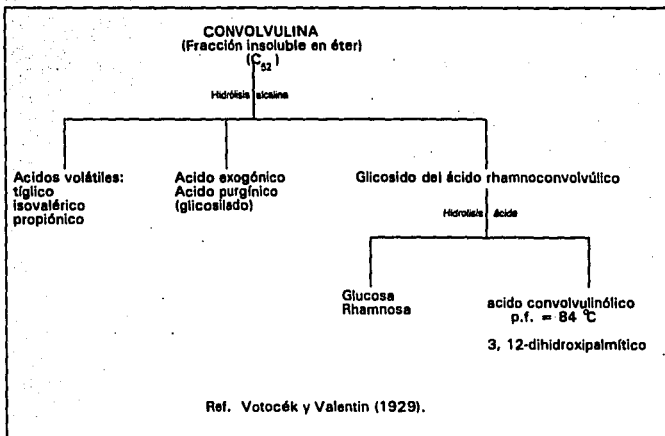 CONVOLVULINA
(Fracción insoluble en éter)
(C52)
Hidrólisis alcalina
Acidos volátiles:
tíglico
isovalérico
propiónico
Acido exogónico
Acido purgínico
(glicosilado)
Glicosido del ácido rhamnoconvolvúlico
Hidrolisis ácida
Glucosa
Rhamnosa
acido convolvulinólico
p.f. = 84 °C
3, 12-dihidroxipalmítico
Ref. Votocék y Valentin (1929).